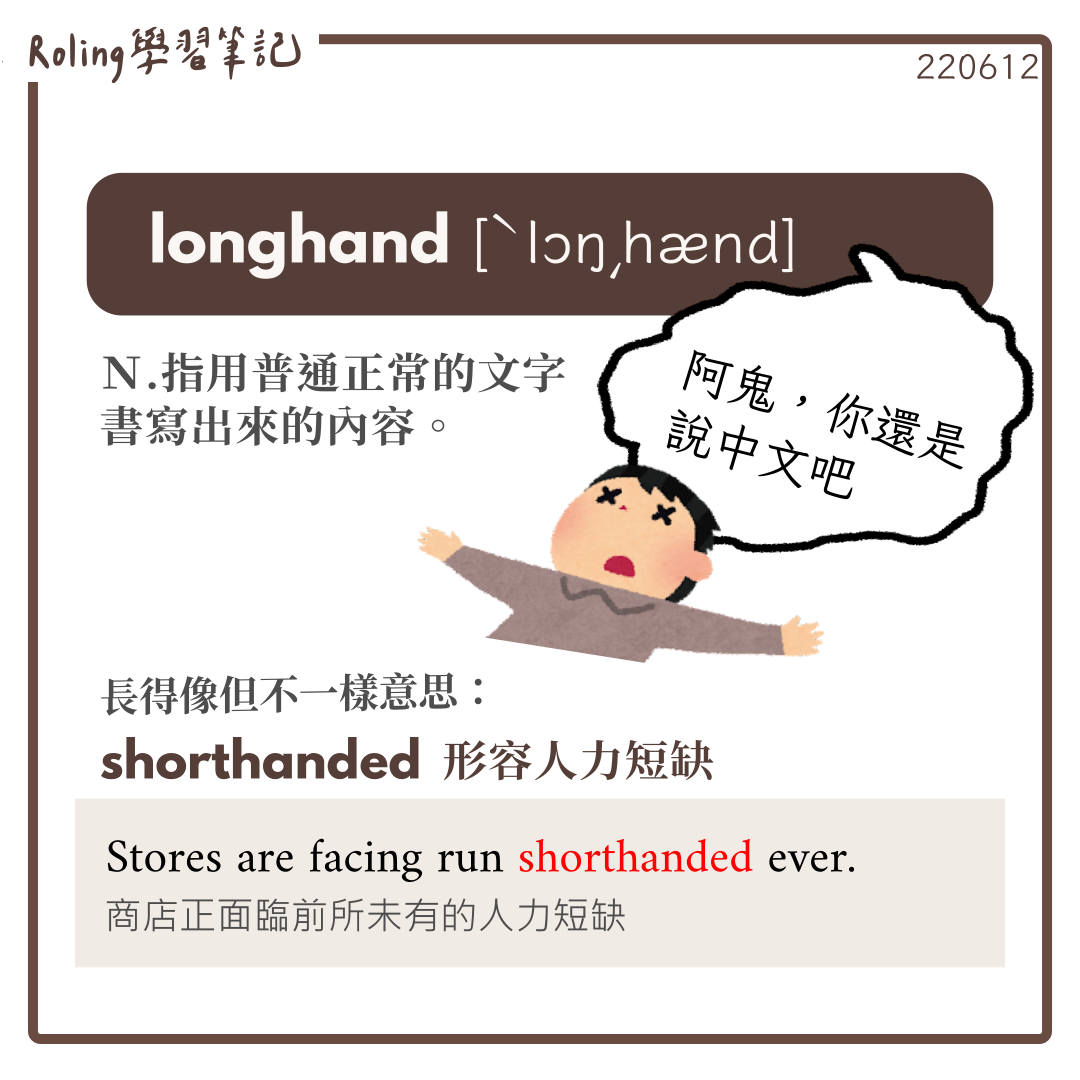 Roling學習筆記
220612
longhand [ˋlɔŋ͵hænd]
N.指用普通正常的文字
書寫出來的內容。
阿鬼，你還是
說中文吧
長得像但不一樣意思：
shorthanded 形容人力短缺
Stores are facing run shorthanded ever.
商店正面臨前所未有的人力短缺